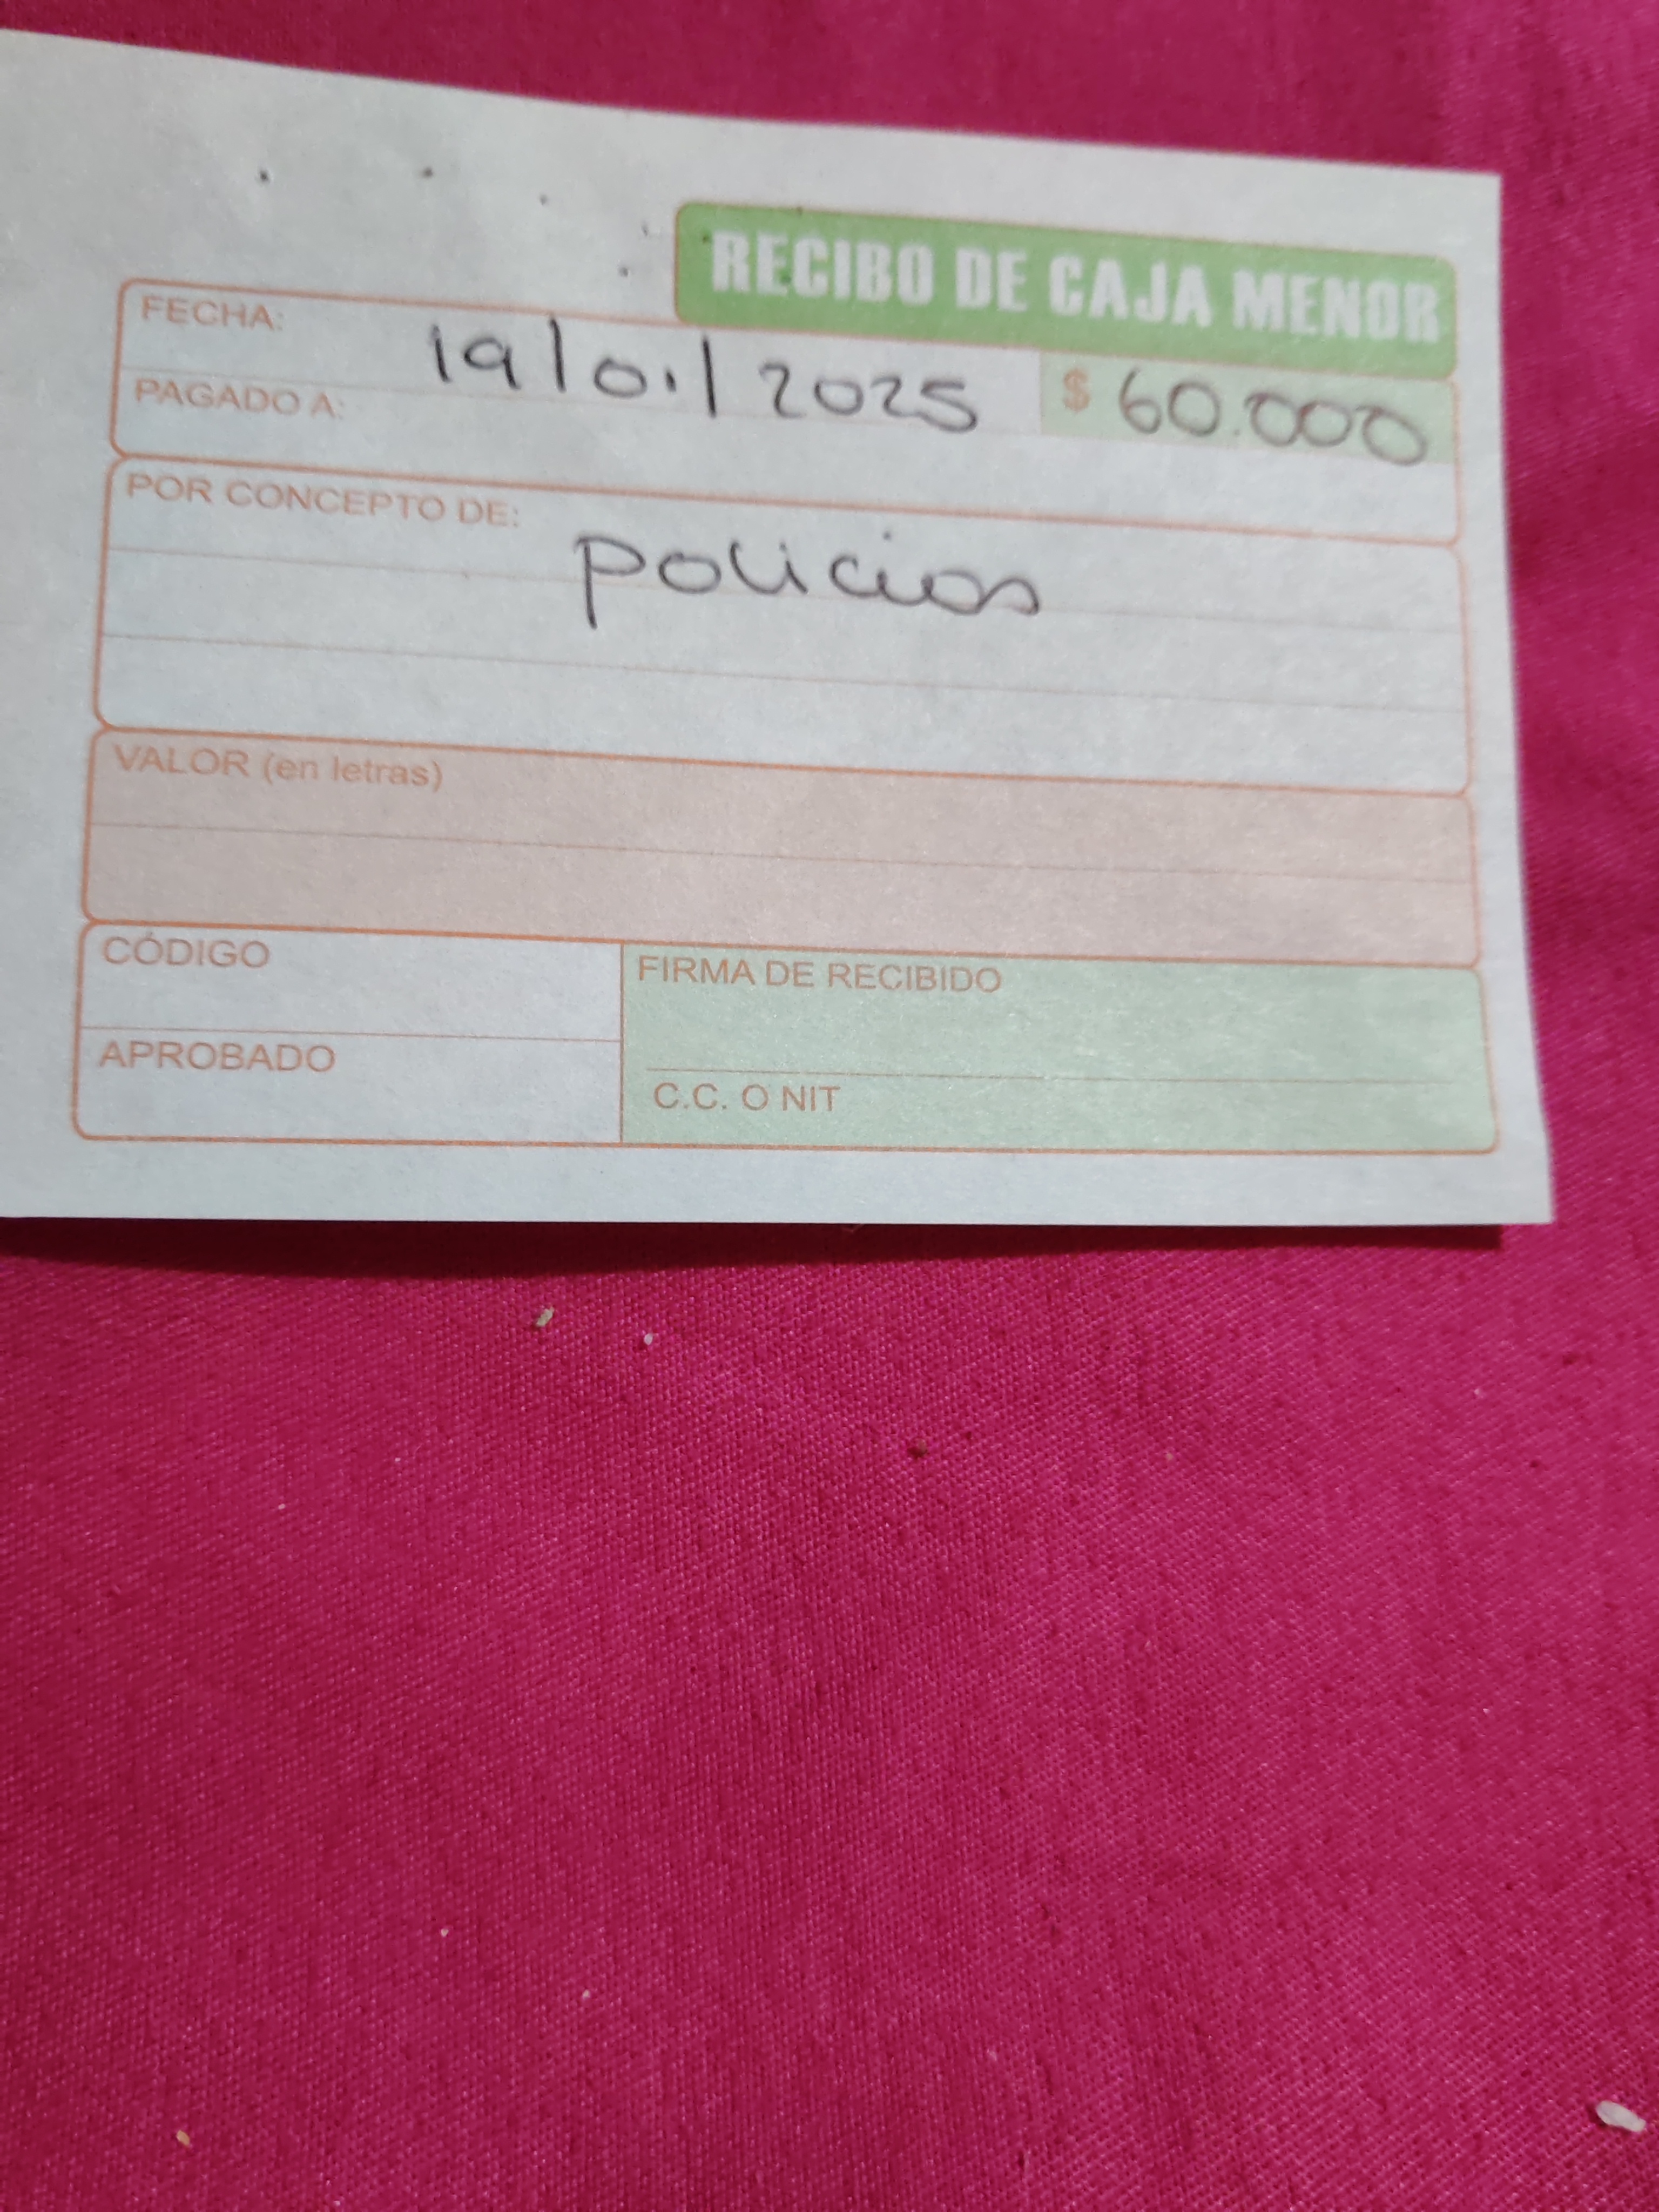 RECIBO DE CAJA MENOR
FECHA: 19/01/2025 $ 60.000
PAGADO A:
POR CONCEPTO DE:
policias
VALOR (en letras)
CÓDIGO
FIRMA DE RECIBIDO
APROBADO
C.C. O NIT